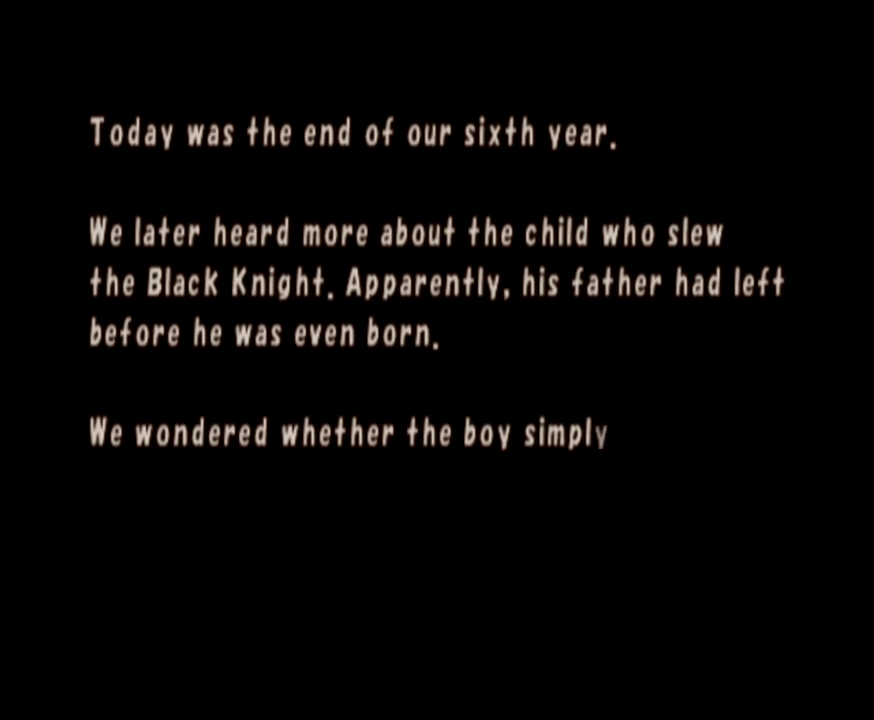 Today was the end of our sixth year.
We later heard more about the child who slew
the Black Knight. Apparently, his father had left
before he was even born.
We wondered whether the boy simply